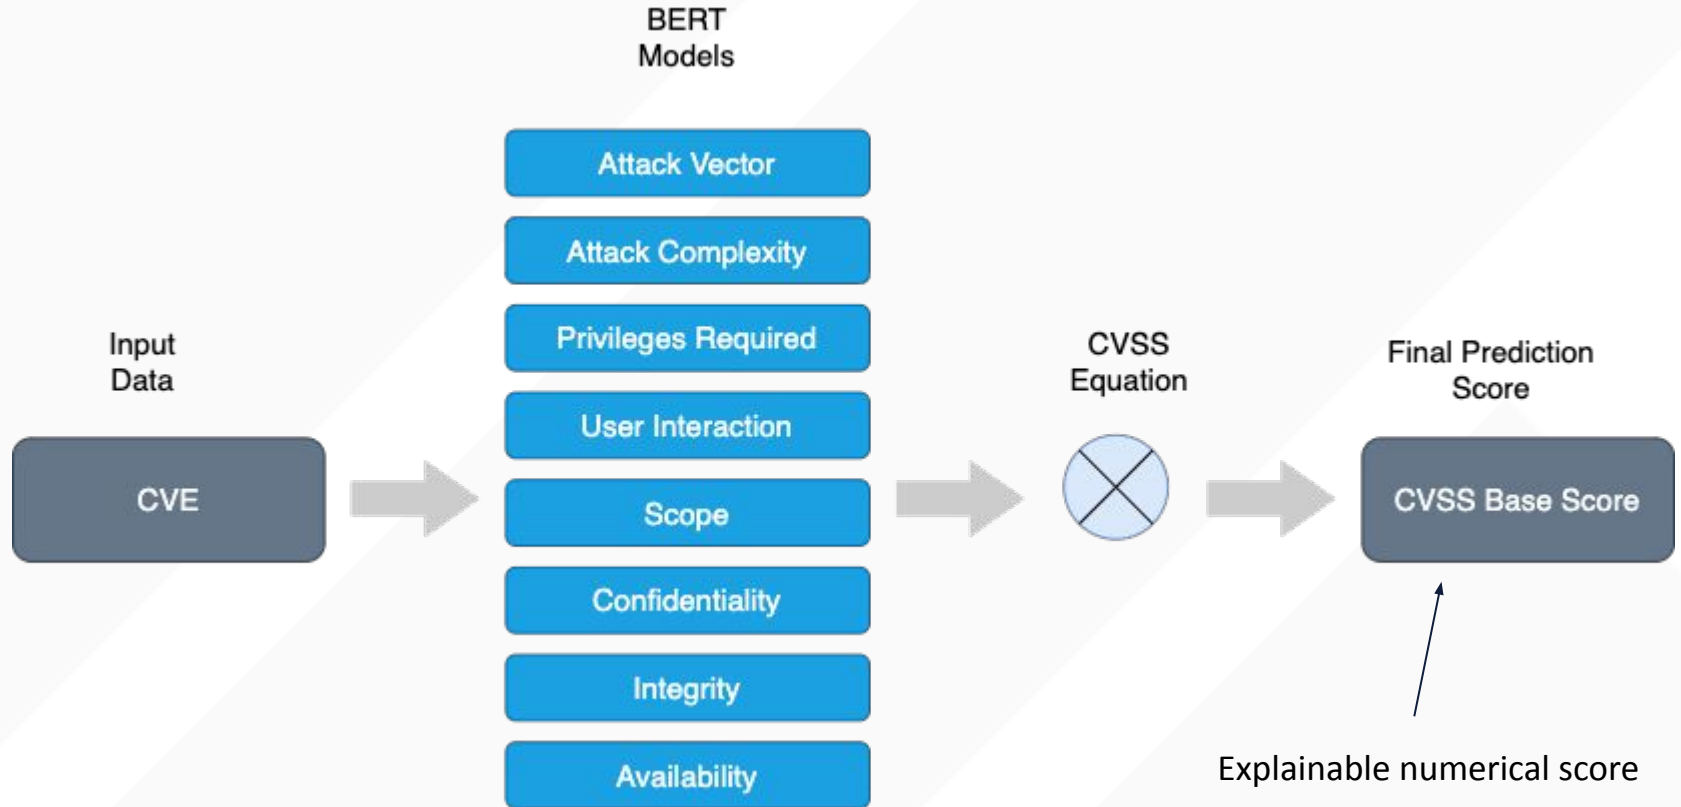 BERT
Models
Attack Vector
Attack Complexity
Privileges Required
User Interaction
Scope
Confidentiality
Integrity
Availability
Input
Data
CVE
CVSS
Equation
Final Prediction
Score
CVSS Base Score
Explainable numerical score